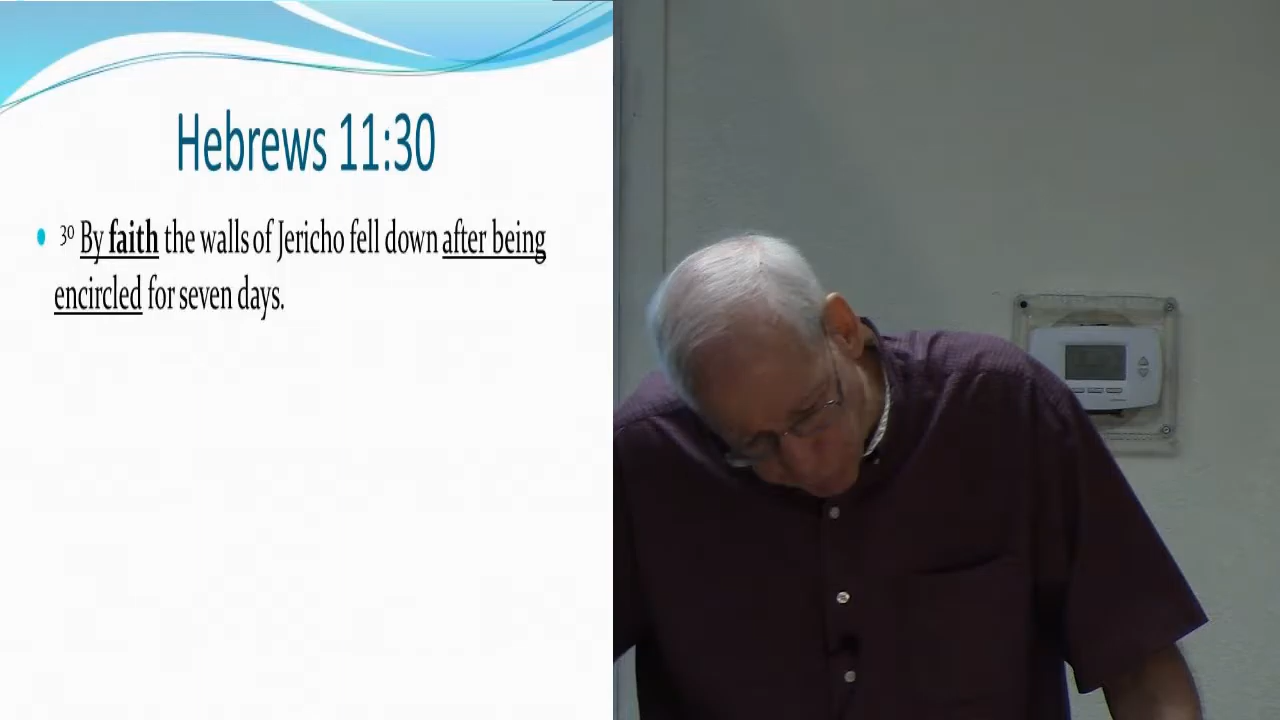 Hebrews 11:30
• ³⁰ By faith the walls of Jericho fell down after being
encircled for seven days.